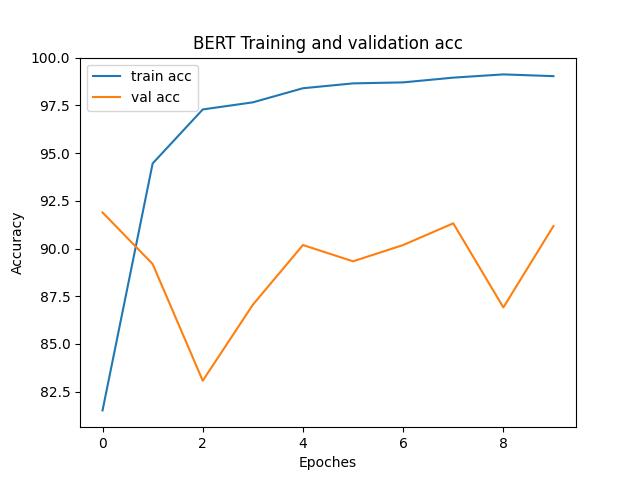 BERT Training and validation acc
train acc
val acc
100.0
97.5
95.0
92.5
90.0
87.5
85.0
82.5
Accuracy
0 2 4 6 8
Epoches